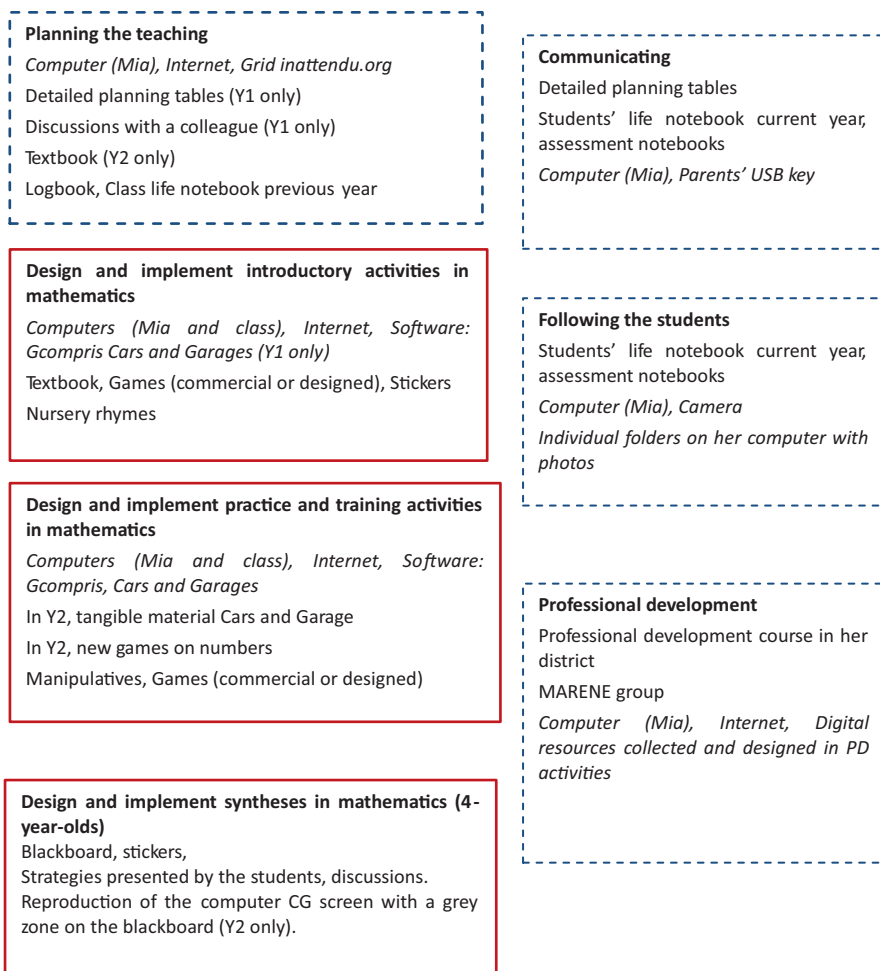 Planning the teaching
Computer (Mia), Internet, Grid inattendu.org
Detailed planning tables (Y1 only)
Discussions with a colleague (Y1 only)
Textbook (Y2 only)
Logbook, Class life notebook previous year
Design and implement introductory activities in
mathematics
Computers (Mia and class), Internet, Software:
Gcompris Cars and Garages (Y1 only)
Textbook, Games (commercial or designed), Stickers
Nursery rhymes
Design and implement practice and training activities
in mathematics
Computers (Mia and class), Internet, Software:
Gcompris, Cars and Garages
In Y2, tangible material Cars and Garage
In Y2, new games on numbers
Manipulatives, Games (commercial or designed)
Design and implement syntheses in mathematics (4-
year-olds)
Blackboard, stickers,
Strategies presented by the students, discussions.
Reproduction of the computer CG screen with a grey
zone on the blackboard (Y2 only).
Communicating
Detailed planning tables
Students' life notebook current year,
assessment notebooks
Computer (Mia), Parents' USB key
Following the students
Students' life notebook current year,
assessment notebooks
Computer (Mia), Camera
Individual folders on her computer with
photos
Professional development
Professional development course in her
district
MARENE group
Computer (Mia), Internet, Digital
resources collected and designed in PD
activities